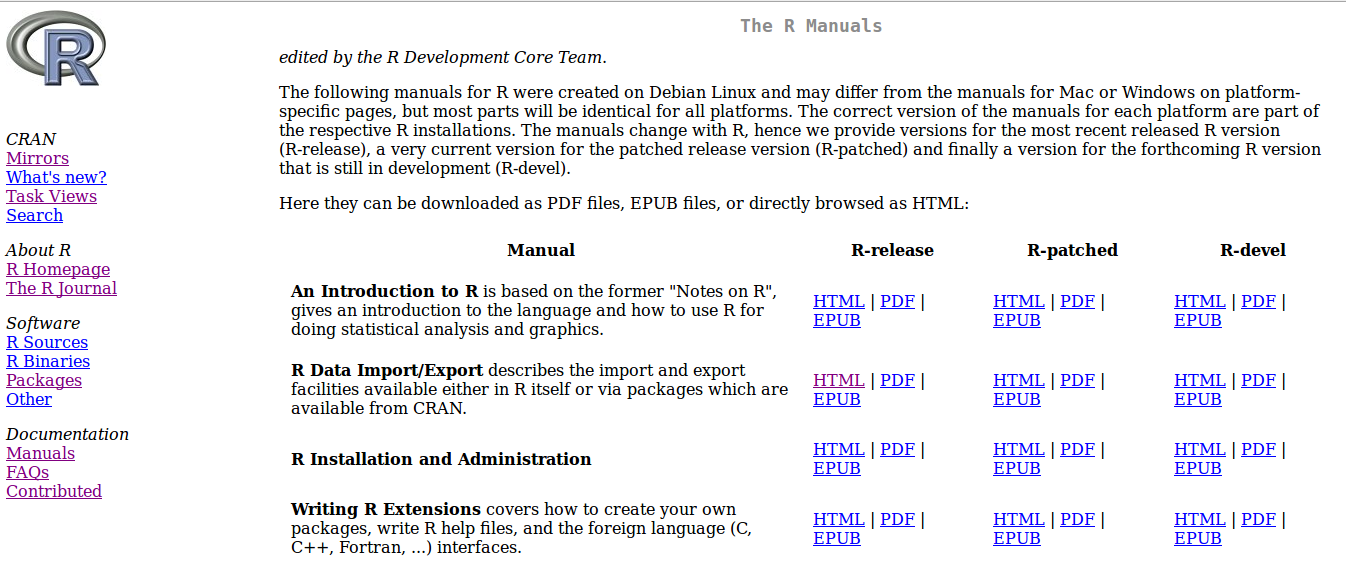 R
The R Manuals
CRAN
Mirrors
What's new?
Task Views
Search
About R
R Homepage
The R Journal
Software
R Sources
R Binaries
Packages
Other
Documentation
Manuals
FAQs
Contributed
edited by the R Development Core Team.
The following manuals for R were created on Debian Linux and may differ from the manuals for Mac or Windows on platform-
specific pages, but most parts will be identical for all platforms. The correct version of the manuals for each platform are part of
the respective R installations. The manuals change with R, hence we provide versions for the most recent released R version
(R-release), a very current version for the patched release version (R-patched) and finally a version for the forthcoming R version
that is still in development (R-devel).
Here they can be downloaded as PDF files, EPUB files, or directly browsed as HTML:
Manual R-release R-patched R-devel
An Introduction to R is based on the former "Notes on R",
gives an introduction to the language and how to use R for
doing statistical analysis and graphics.
HTML | PDF |
EPUB
HTML | PDF |
EPUB
HTML | PDF |
EPUB
R Data Import/Export describes the import and export
facilities available either in R itself or via packages which are
available from CRAN.
HTML | PDF |
EPUB
HTML | PDF |
EPUB
HTML | PDF |
EPUB
R Installation and Administration
HTML | PDF |
EPUB
HTML | PDF |
EPUB
HTML | PDF |
EPUB
Writing R Extensions covers how to create your own
packages, write R help files, and the foreign language (C,
C++, Fortran, ...) interfaces.
HTML | PDF |
EPUB
HTML | PDF |
EPUB
HTML | PDF |
EPUB